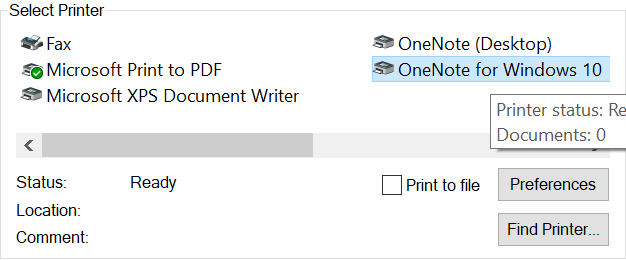 Select Printer
Fax
OneNote (Desktop)
Microsoft Print to PDF
OneNote for Windows 10
Microsoft XPS Document Writer
Printer status: Re
Documents: 0
Status: Ready
Print to file
Preferences
Location:
Comment:
Find Printer...